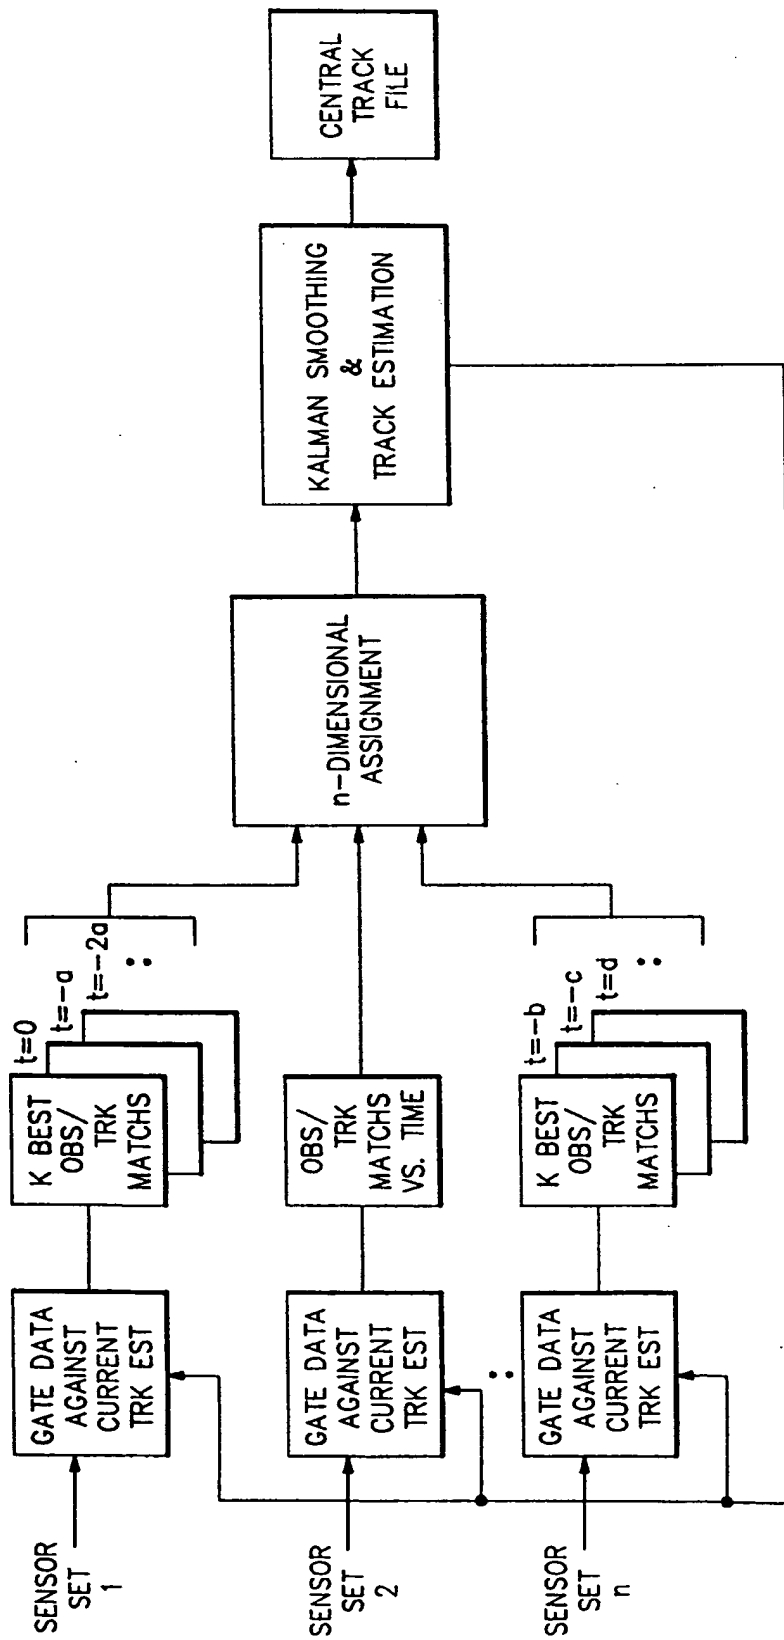 SENSOR
SET
1
GATE DATA
AGAINST
CURRENT
TRK EST
K BEST
OBS/
TRK
MATCHS
t=0
t=-a
t=-2a
SENSOR
SET
2
GATE DATA
AGAINST
CURRENT
TRK EST
OBS/
TRK
MATCHS
VS. TIME
SENSOR
SET
n
GATE DATA
AGAINST
CURRENT
TRK EST
K BEST
OBS/
TRK
MATCHS
t=-b
t=-c
t=d
n-DIMENSIONAL
ASSIGNMENT
KALMAN SMOOTHING
&
TRACK ESTIMATION
CENTRAL
TRACK
FILE